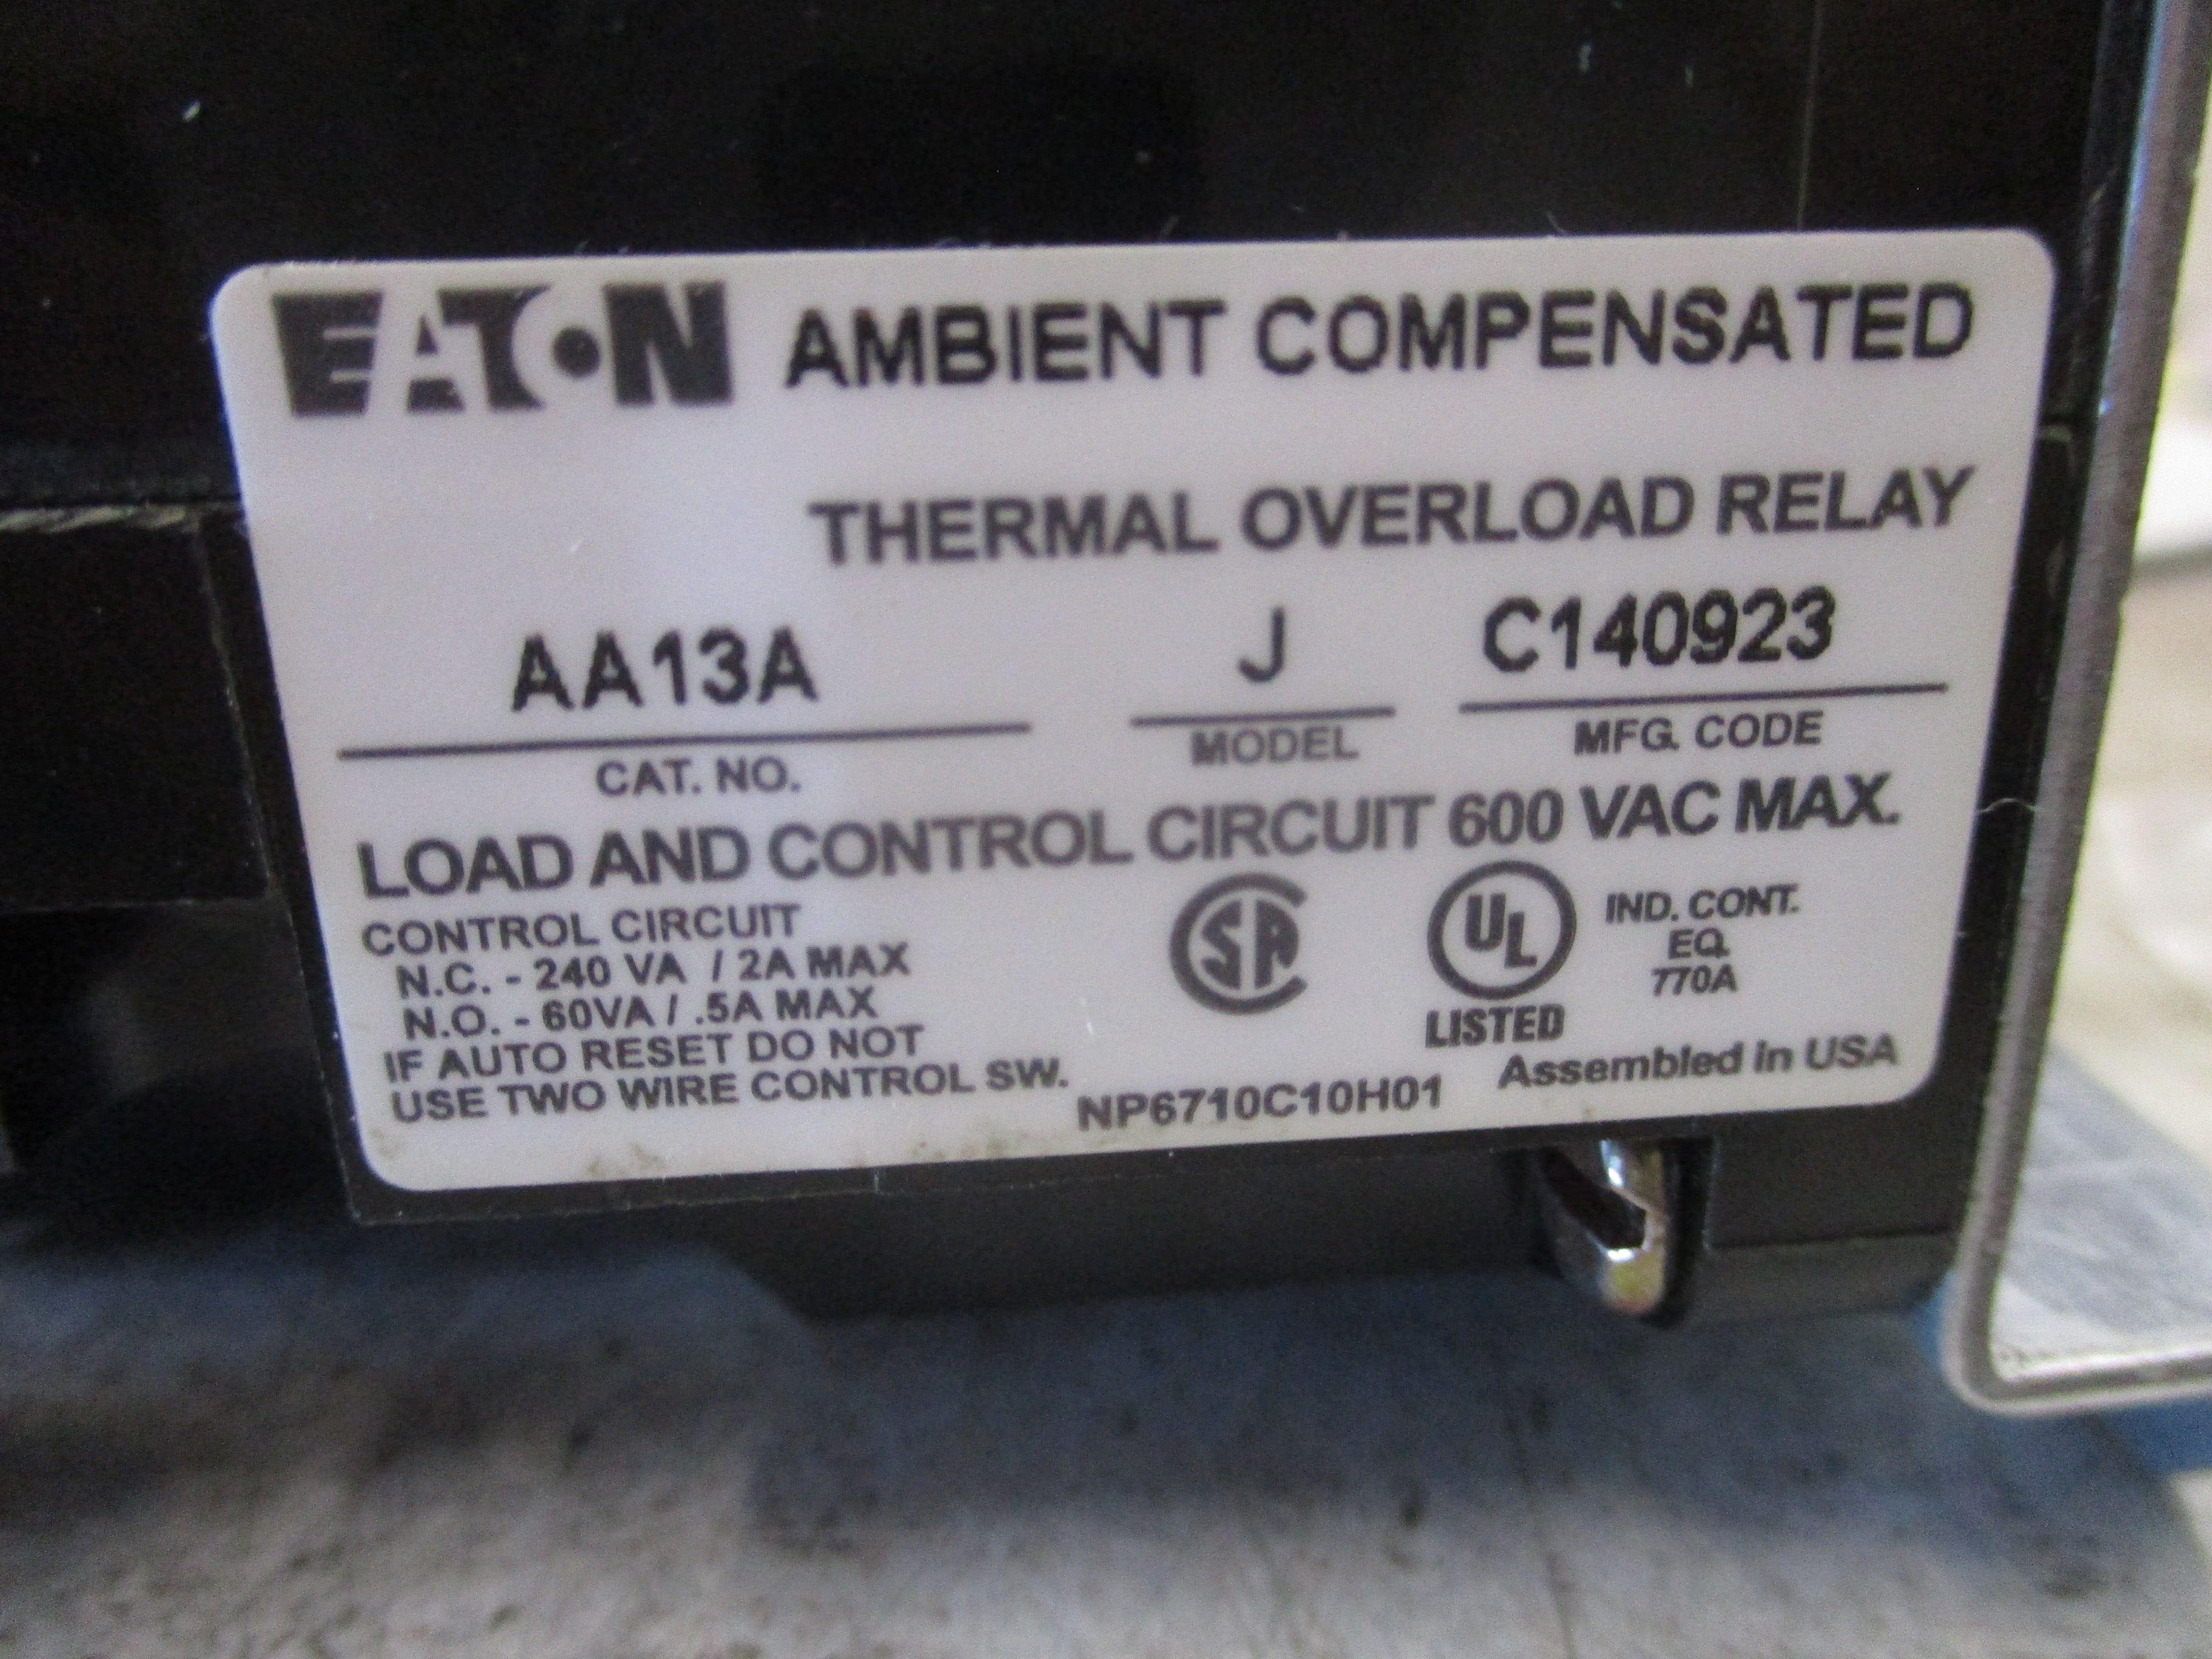 EATON AMBIENT COMPENSATED
THERMAL OVERLOAD RELAY
AA13A J C140923
CAT. NO. MODEL MFG. CODE
LOAD AND CONTROL CIRCUIT 600 VAC MAX.
CONTROL CIRCUIT
N.C. - 240 VA / 2A MAX
N.O. - 60VA / .5A MAX
IF AUTO RESET DO NOT
USE TWO WIRE CONTROL SW.
SA
UL
LISTED
IND. CONT.
EQ.
770A
NP6710C10H01
Assembled in USA